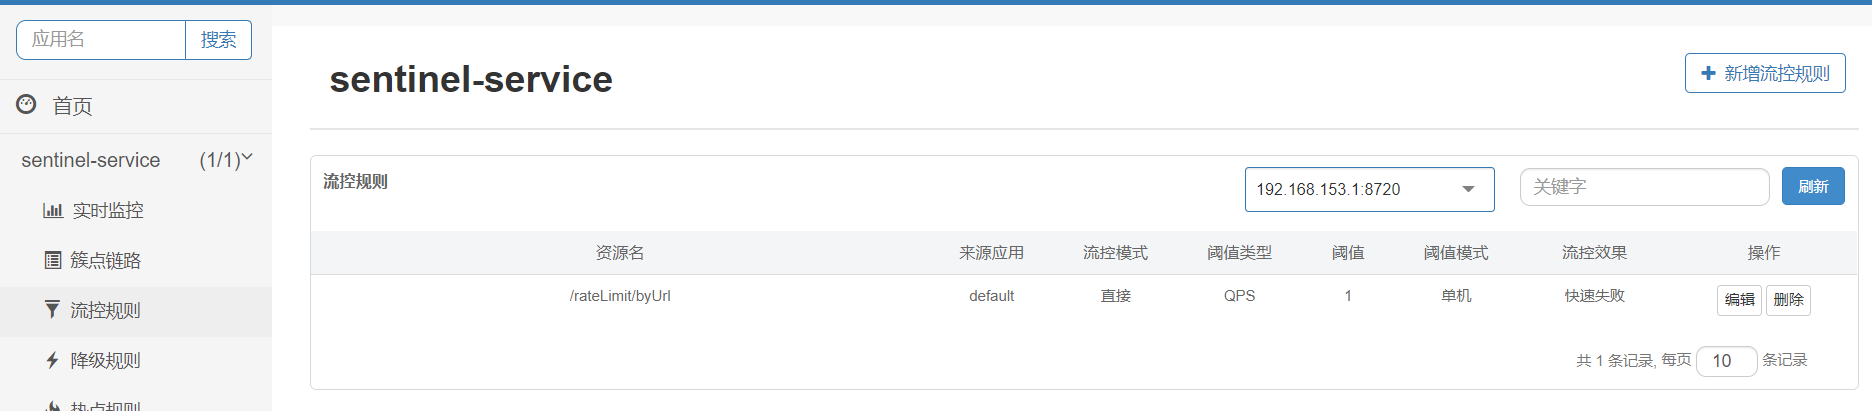 应用名 搜索
首页
sentinel-service (1/1)
实时监控
簇点链路
流控规则
降级规则
热点规则
sentinel-service
新增流控规则
流控规则 192.168.153.1:8720 关键字 刷新
资源名 来源应用 流控模式 阈值类型 阈值 阈值模式 流控效果 操作
/rateLimit/byUrl default 直接 QPS 1 单机 快速失败 编辑 删除
共 1 条记录, 每页 10 条记录